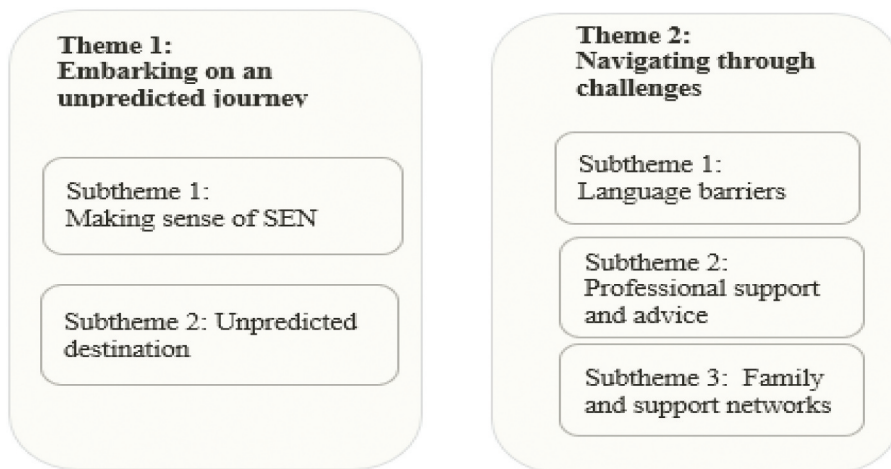 Theme 1:
Embarking on an
unpredicted journey
Subtheme 1:
Making sense of SEN
Subtheme 2: Unpredicted
destination
Theme 2:
Navigating through
challenges
Subtheme 1:
Language barriers
Subtheme 2:
Professional support
and advice
Subtheme 3:  Family
and support networks